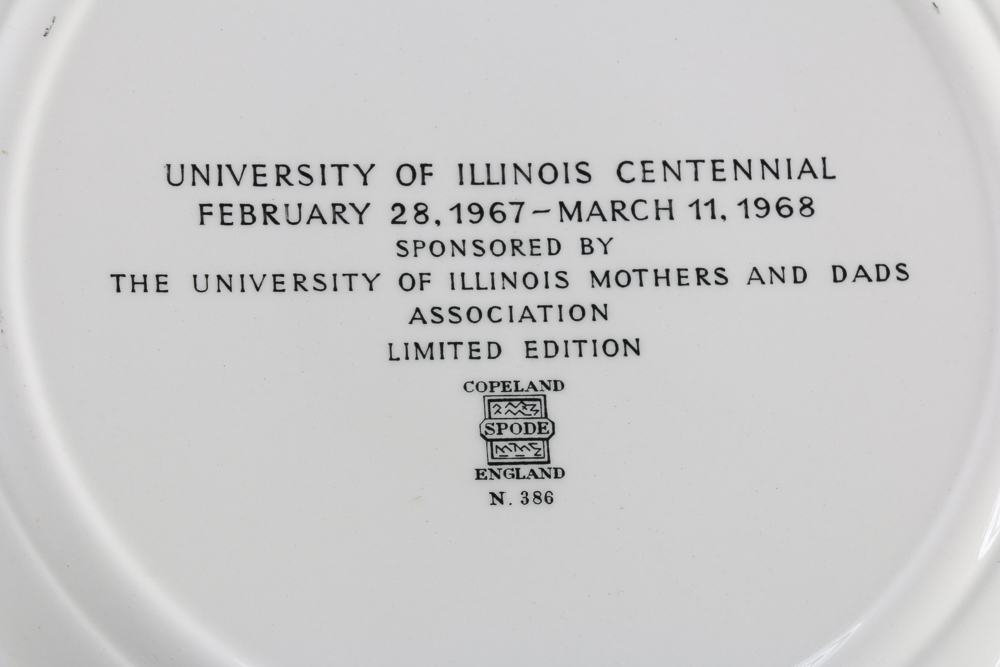 UNIVERSITY OF ILLINOIS CENTENNIAL
FEBRUARY 28, 1967–MARCH 11, 1968
SPONSORED BY
THE UNIVERSITY OF ILLINOIS MOTHERS AND DADS
ASSOCIATION
LIMITED EDITION
COPELAND
SPODE
ENGLAND
N. 386